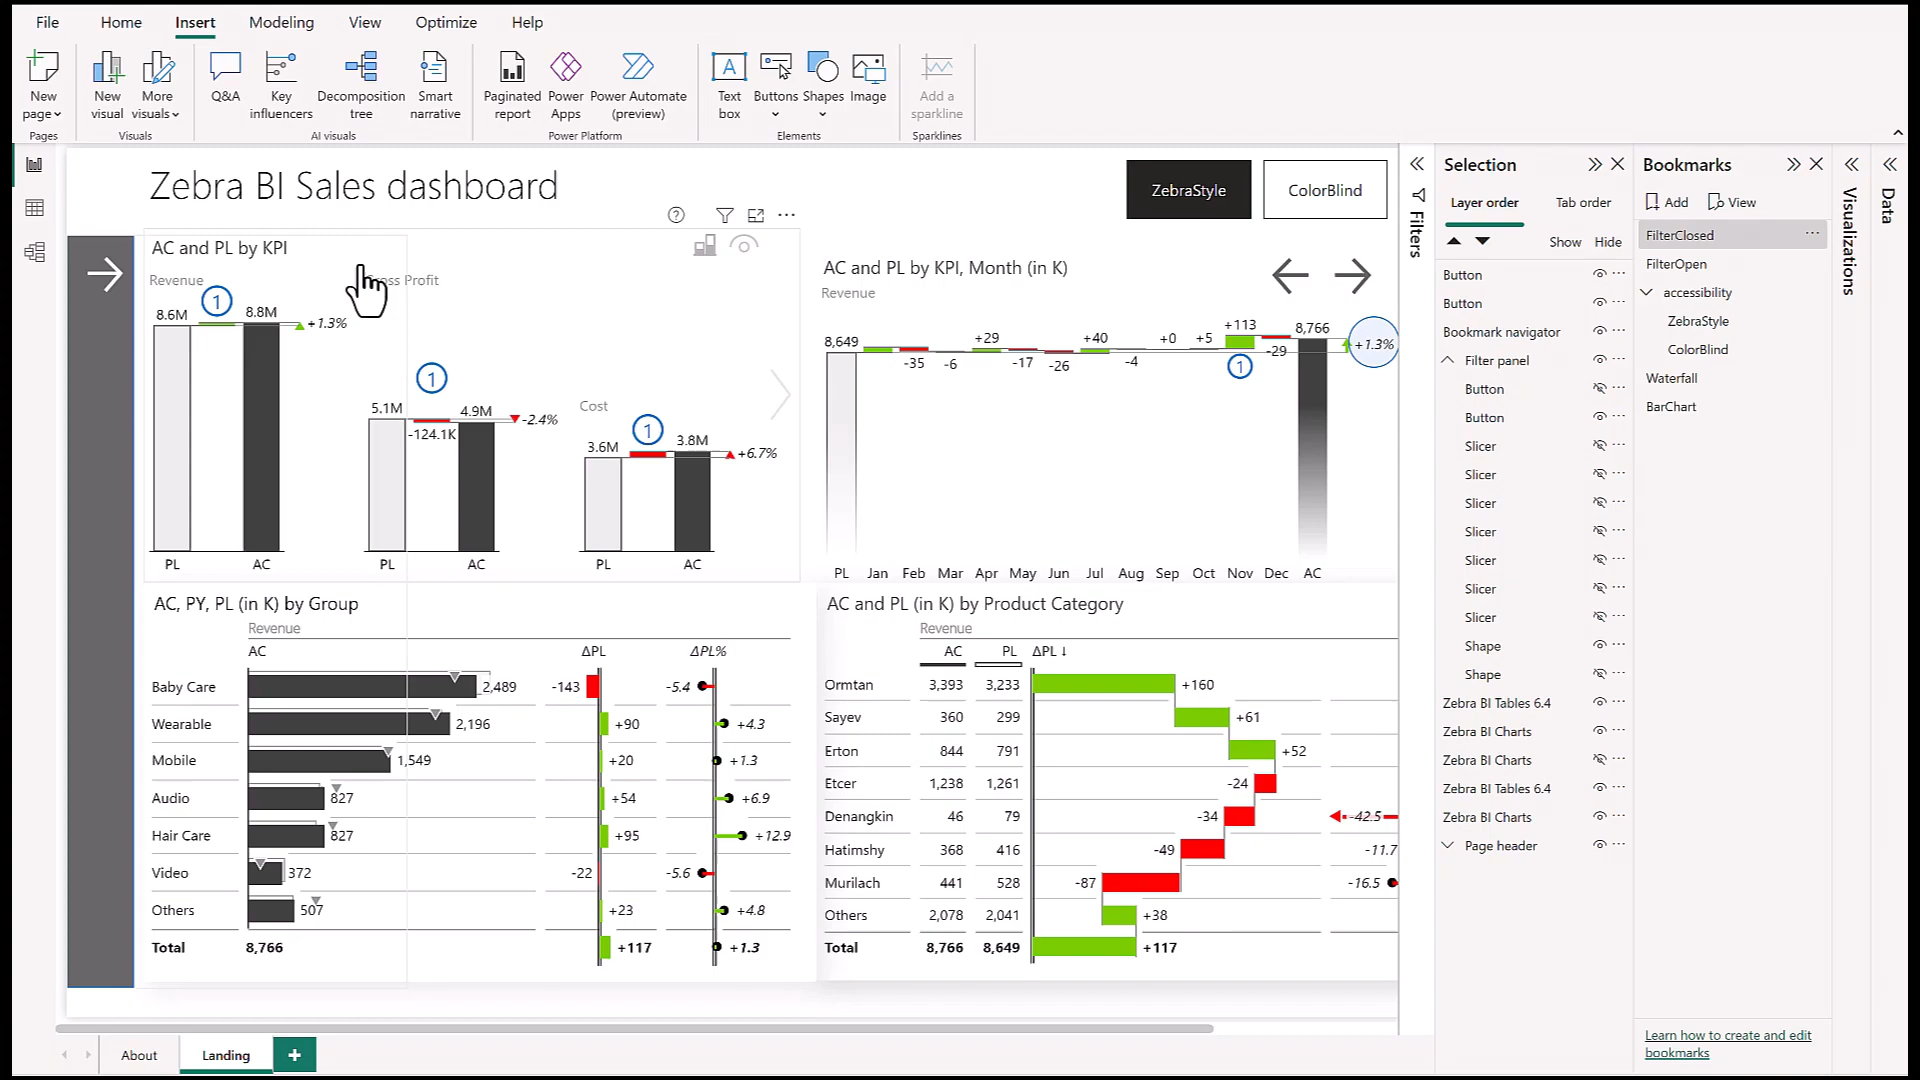 File Home Insert Modeling View Optimize Help
New page
New visual
More visuals
Q&A
Key influencers
Decomposition tree
Smart narrative
Paginated report
Power Apps
Power Automate (preview)
Text box
Buttons
Shapes
Image
Add a sparkline
Pages Visuals AI visuals Power Platform Elements Sparklines
Zebra BI Sales dashboard
ZebraStyle
ColorBlind
AC and PL by KPI
Revenue
1
8.6M 8.8M +1.3%
PL AC
ss Profit
1
5.1M 4.9M -2.4%
-124.1K
PL AC
Cost
1
3.6M 3.8M +6.7%
PL AC
AC and PL by KPI, Month (in K)
Revenue
8,649 -35 -6 +29 -17 -26 +40 -4 +0 +5 +113 -29 8,766 +1.3%
1
PL Jan Feb Mar Apr May Jun Jul Aug Sep Oct Nov Dec AC
AC, PY, PL (in K) by Group
Revenue
AC ΔPL ΔPL%
Baby Care 2,489 -143 -5.4
Wearable 2,196 +90 +4.3
Mobile 1,549 +20 +1.3
Audio 827 +54 +6.9
Hair Care 827 +95 +12.9
Video 372 -22 -5.6
Others 507 +23 +4.8
Total 8,766 +117 +1.3
AC and PL (in K) by Product Category
Revenue
AC PL ΔPL ↓
Ormtan 3,393 3,233 +160
Sayev 360 299 +61
Erton 844 791 +52
Etcer 1,238 1,261 -24
Denangkin 46 79 -34 -42.5
Hatimshy 368 416 -49 -11.7
Murilach 441 528 -87 -16.5
Others 2,078 2,041 +38
Total 8,766 8,649 +117
Filters
Selection
Layer order Tab order
Show Hide
Button
Button
Bookmark navigator
Filter panel
Button
Button
Slicer
Slicer
Slicer
Slicer
Slicer
Slicer
Slicer
Shape
Shape
Zebra BI Tables 6.4
Zebra BI Charts
Zebra BI Charts
Zebra BI Tables 6.4
Zebra BI Charts
Page header
Bookmarks
Add View
FilterClosed
FilterOpen
accessibility
ZebraStyle
ColorBlind
Waterfall
BarChart
Learn how to create and edit
bookmarks
Visualizations
Data
About Landing